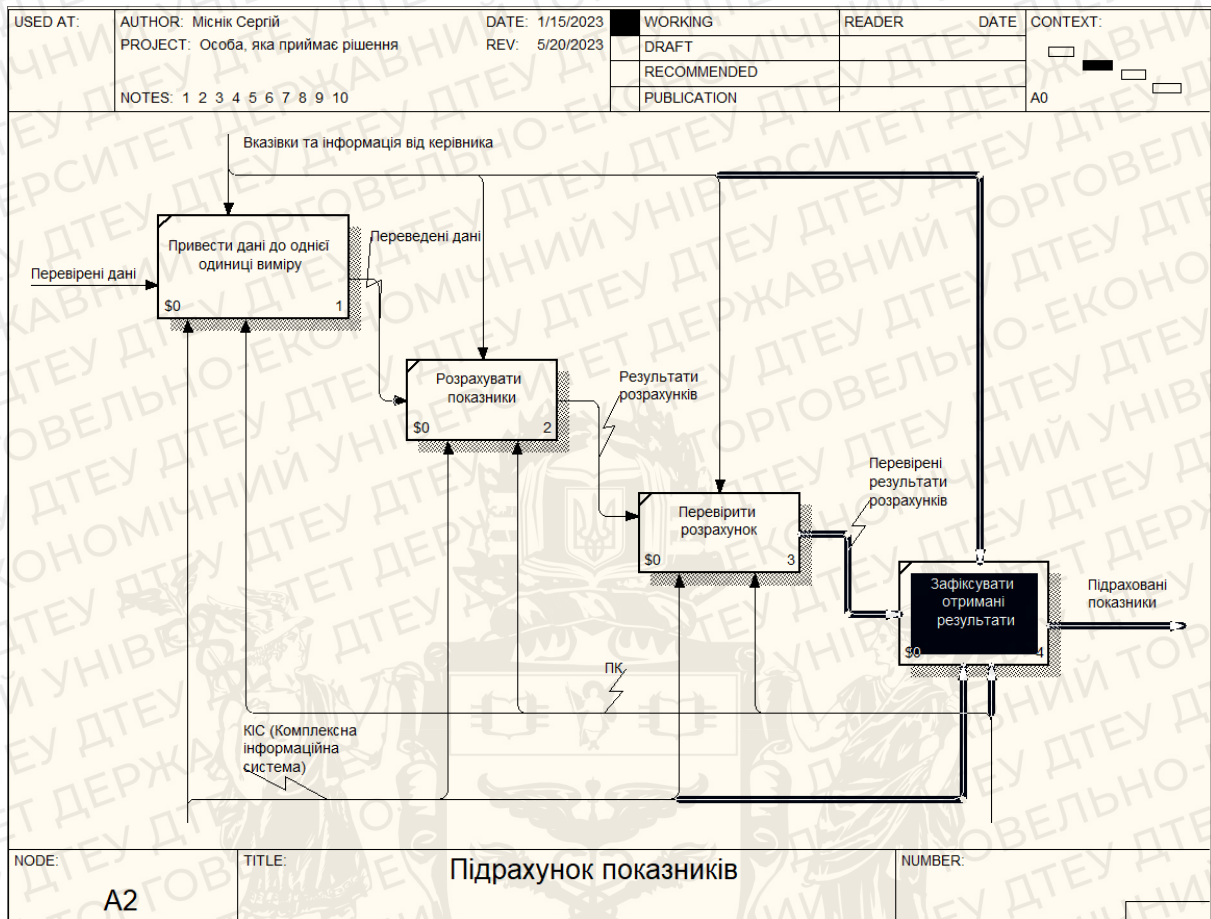 USED AT:
AUTHOR: Міснік Сергій
DATE: 1/15/2023
PROJECT: Особа, яка приймає рішення
REV: 5/20/2023
NOTES: 1 2 3 4 5 6 7 8 9 10
WORKING
DRAFT
RECOMMENDED
PUBLICATION
READER DATE
CONTEXT:
A0
Вказівки та інформація від керівника
Перевірені дані
Привести дані до однієї
одиниці виміру
$0 1
Переведені дані
Розрахувати
показники
$0 2
Результати
розрахунків
Перевірити
розрахунок
$0 3
Перевірені
результати
розрахунків
Зафіксувати
отримані
результати
$0 4
Підраховані
показники
ПК
КІС (Комплексна
інформаційна
система)
NODE:
A2
TITLE:
Підрахунок показників
NUMBER: